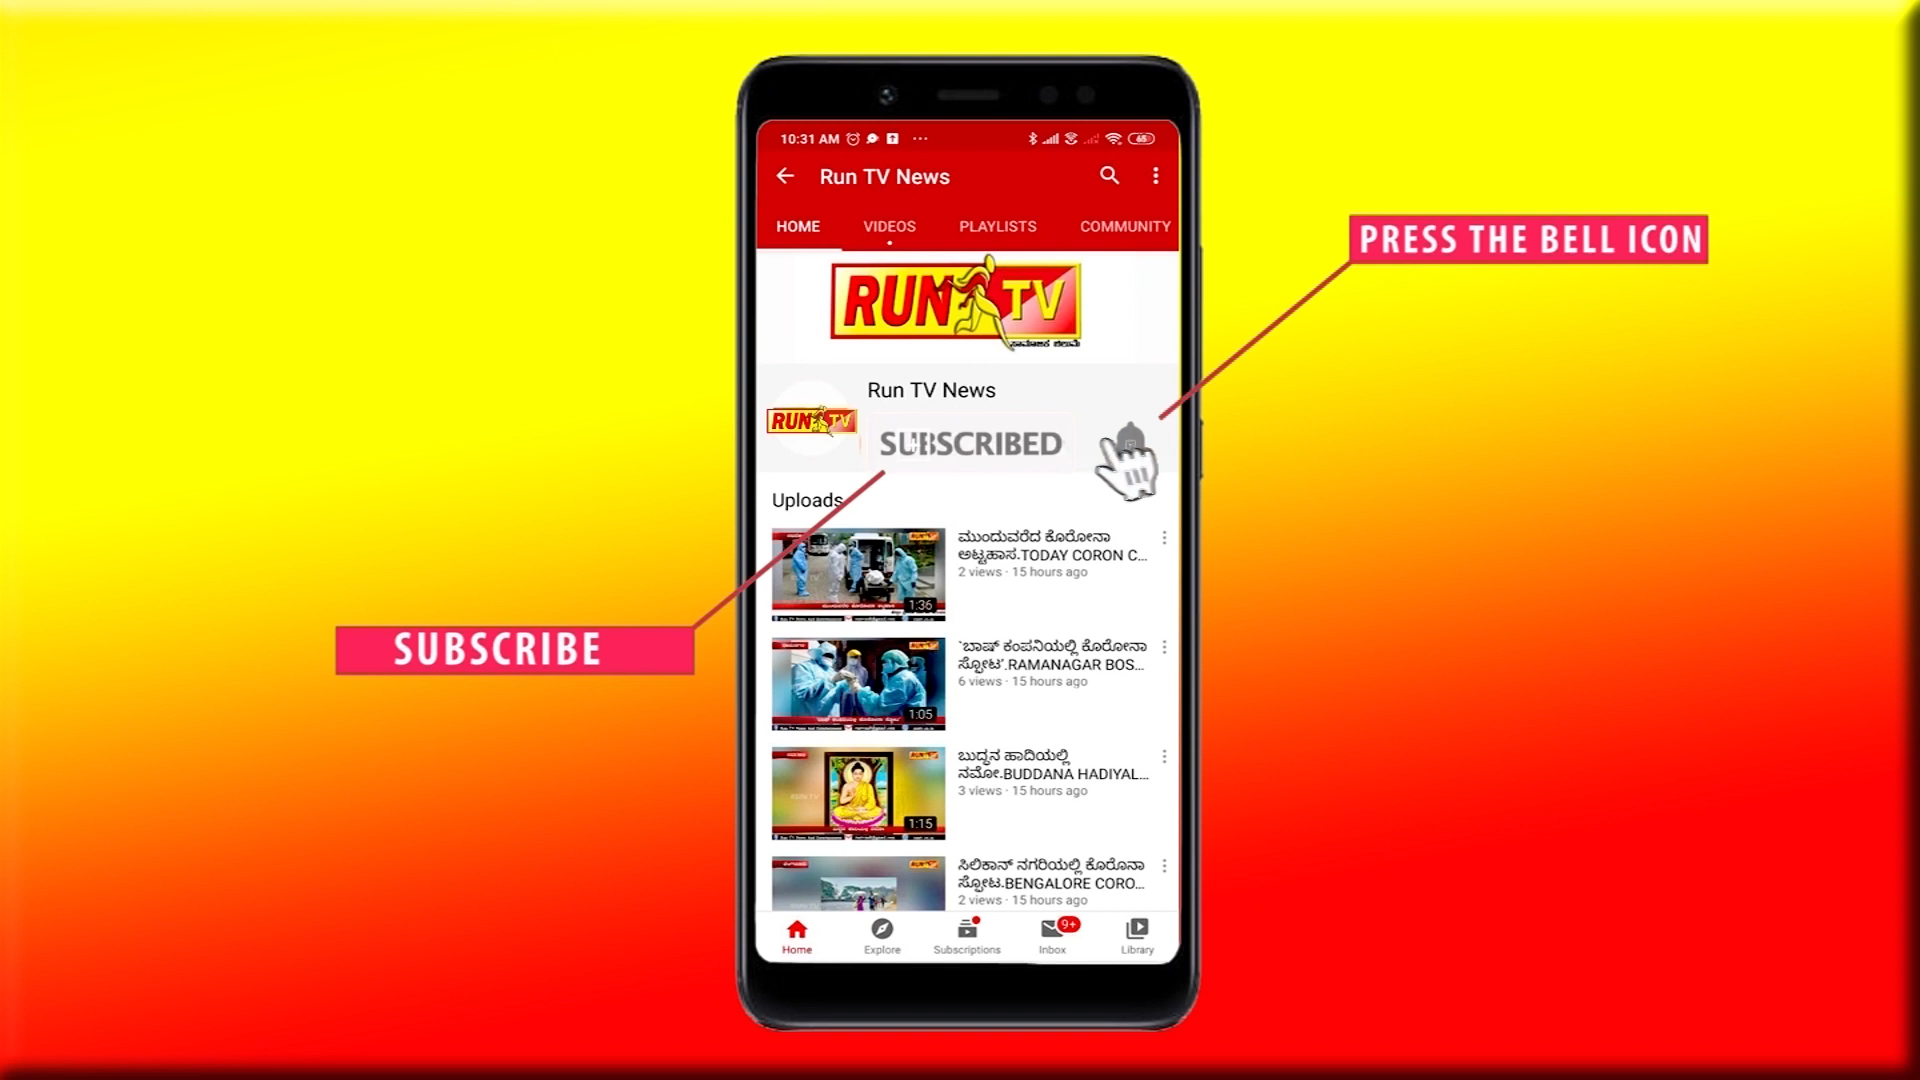 10:31 AM
65
Run TV News
HOME VIDEOS PLAYLISTS COMMUNITY
PRESS THE BELL ICON
RUN TV
Run TV News
RUN TV
SUBSCRIBED
Uploads
ಮುಂದುವರೆದ ಕೊರೋನಾ
ಅಟ್ಟಹಾಸ.TODAY CORON C...
2 views · 15 hours ago
1:36
SUBSCRIBE
`ಬಾಷ್ ಕಂಪನಿಯಲ್ಲಿ ಕೊರೋನಾ
ಸ್ಫೋಟ'.RAMANAGAR BOS...
6 views · 15 hours ago
1:05
ಬುದ್ಧನ ಹಾದಿಯಲ್ಲಿ
ನಮೋ.BUDDANA HADIYAL...
3 views · 15 hours ago
1:15
ಸಿಲಿಕಾನ್ ನಗರಿಯಲ್ಲಿ ಕೊರೊನಾ
ಸ್ಫೋಟ.BENGALORE CORO...
2 views · 15 hours ago
9+
Home Explore Subscriptions Inbox Library